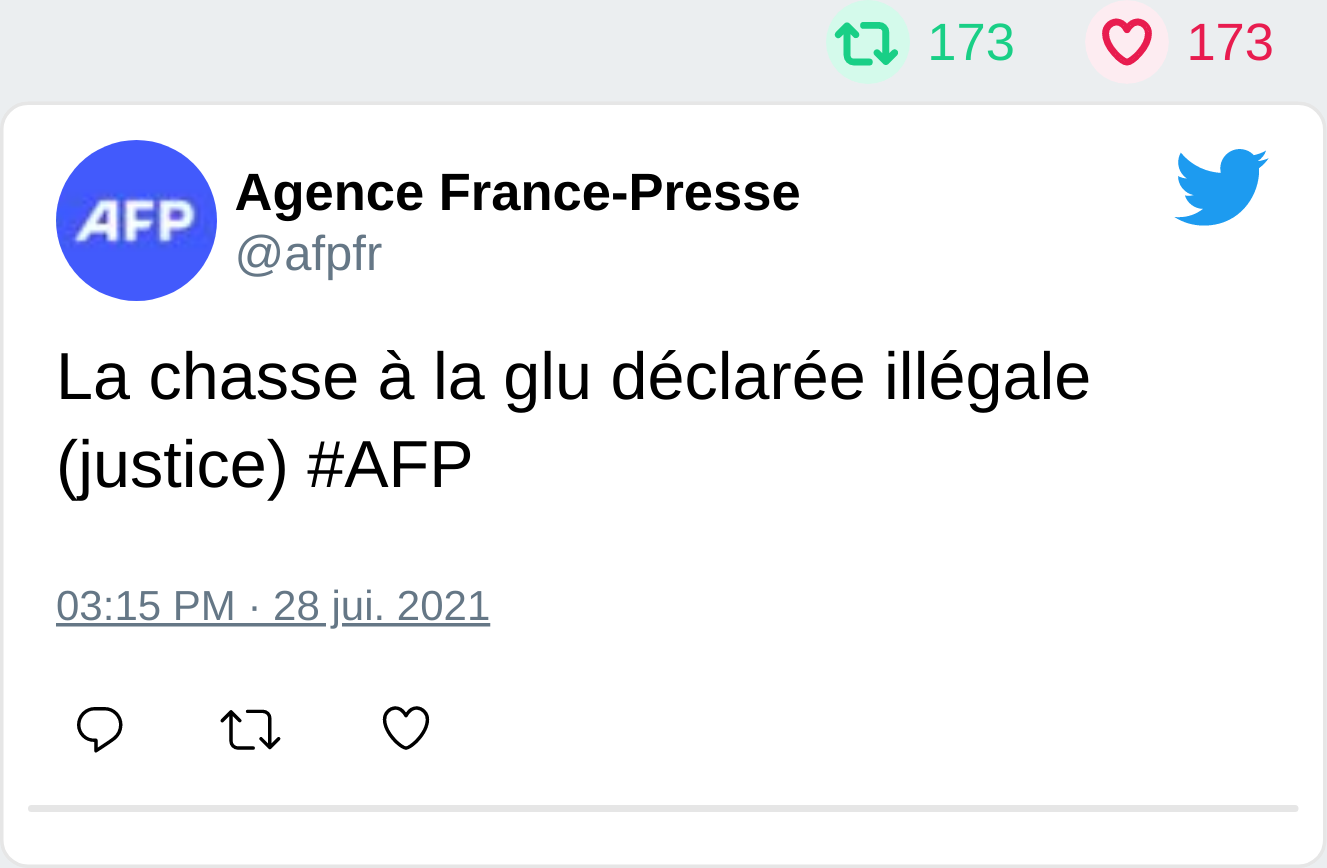 173 173
AFP
Agence France-Presse
@afpfr
La chasse à la glu déclarée illégale
(justice) #AFP
03:15 PM · 28 jui. 2021